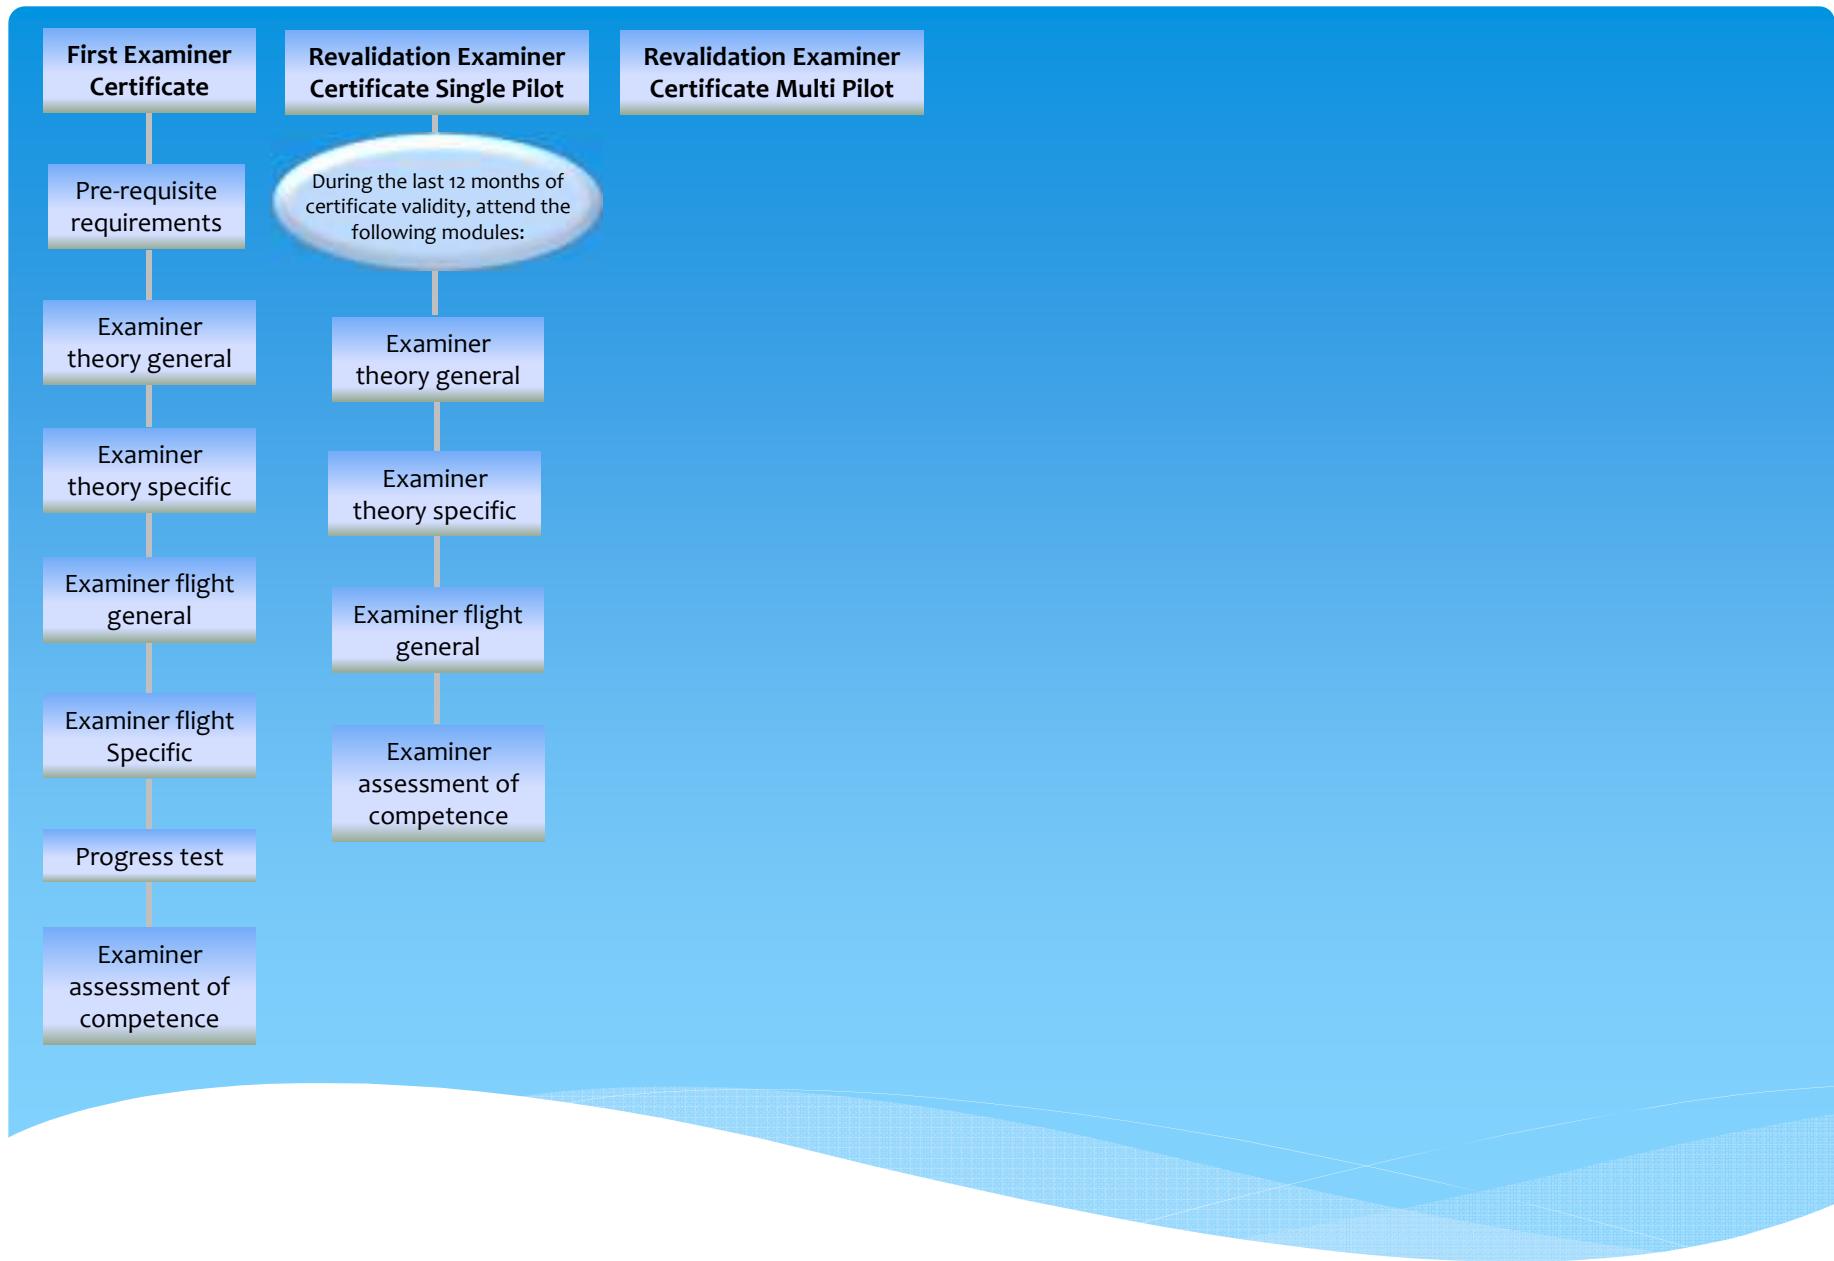 First Examiner
Certificate
Pre-requisite
requirements
Examiner
theory general
Examiner
theory specific
Examiner flight
general
Examiner flight
Specific
Progress test
Examiner
assessment of
competence
Revalidation Examiner
Certificate Single Pilot
During the last 12 months of
certificate validity, attend the
following modules:
Examiner
theory general
Examiner
theory specific
Examiner flight
general
Examiner
assessment of
competence
Revalidation Examiner
Certificate Multi Pilot